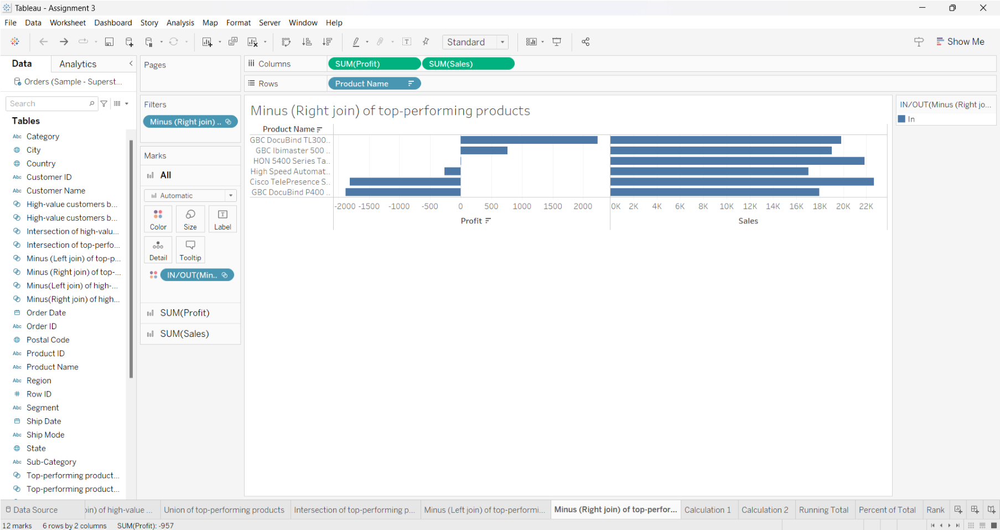 Tableau - Assignment 3
File Data Worksheet Dashboard Story Analysis Map Format Server Window Help
Standard
Show Me
Data
Analytics
Orders (Sample - Superst...
Search
Tables
Abc Category
City
Country
Abc Customer ID
Abc Customer Name
High-value customers b...
High-value customers b...
Intersection of high-valu...
Intersection of top-perfo...
Minus (Left join) of top-p...
Minus (Right join) of top-...
Minus(Left join) of high-...
Minus(Right join) of high...
Order Date
Abc Order ID
Postal Code
Abc Product ID
Abc Product Name
Abc Region
# Row ID
Abc Segment
Ship Date
Abc Ship Mode
State
Abc Sub-Category
Top-performing product...
Top-performing product...
Pages
Filters
Minus (Right join) ..
Marks
All
Automatic
Color Size Label
Detail Tooltip
IN/OUT(Min..
SUM(Profit)
SUM(Sales)
Columns SUM(Profit) SUM(Sales)
Rows Product Name
Minus (Right join) of top-performing products
Product Name
GBC DocuBind TL300..
GBC Ibimaster 500 ..
HON 5400 Series Ta..
High Speed Automat..
Cisco TelePresence S..
GBC DocuBind P400 ..
-2000 -1500 -1000 -500 0 500 1000 1500 2000
0K 2K 4K 6K 8K 10K 12K 14K 16K 18K 20K 22K
Profit
Sales
IN/OUT(Minus (Right jo...
In
Data Source
oin) of high-value ...
Union of top-performing products
Intersection of top-performing p...
Minus (Left join) of top-performi...
Minus (Right join) of top-perfor...
Calculation 1
Calculation 2
Running Total
Percent of Total
Rank
12 marks 6 rows by 2 columns SUM(Profit): -957